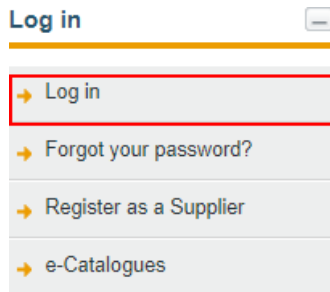 Log in
Log in
Forgot your password?
Register as a Supplier
e-Catalogues